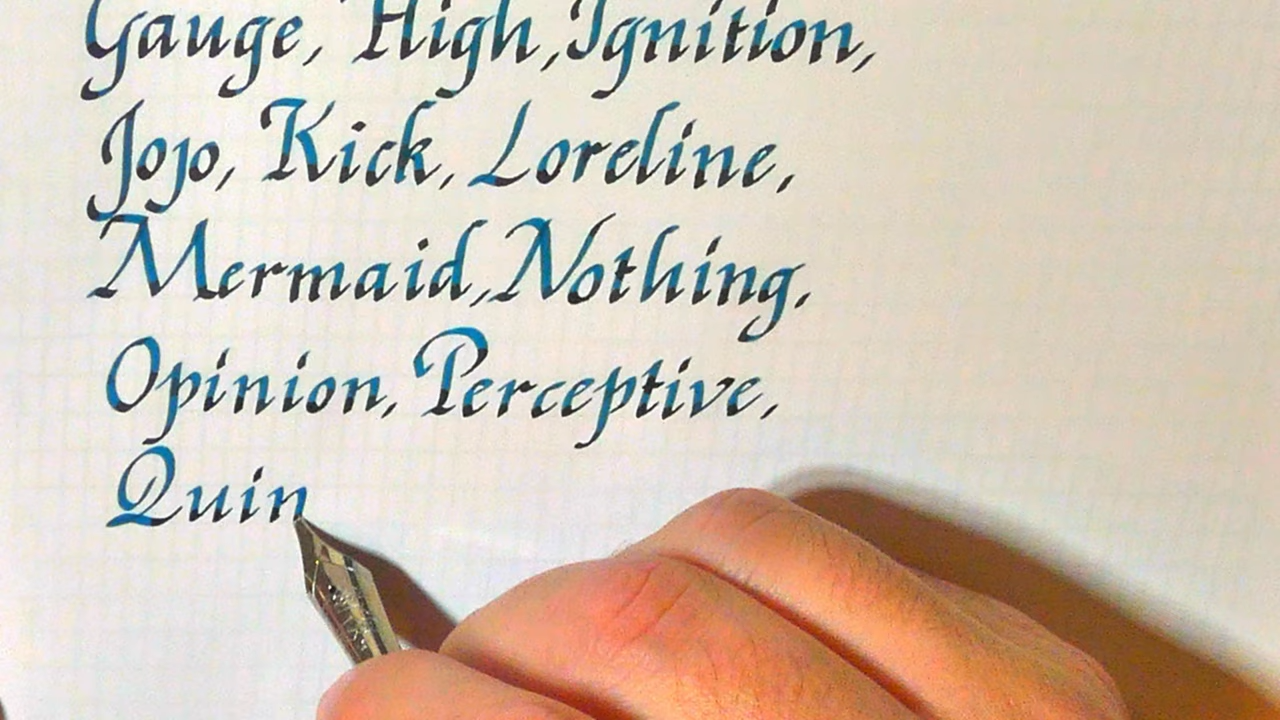 Gauge, High, Ignition,
Jojo, Kick, Loreline,
Mermaid, Nothing,
Opinion, Perceptive,
Quin